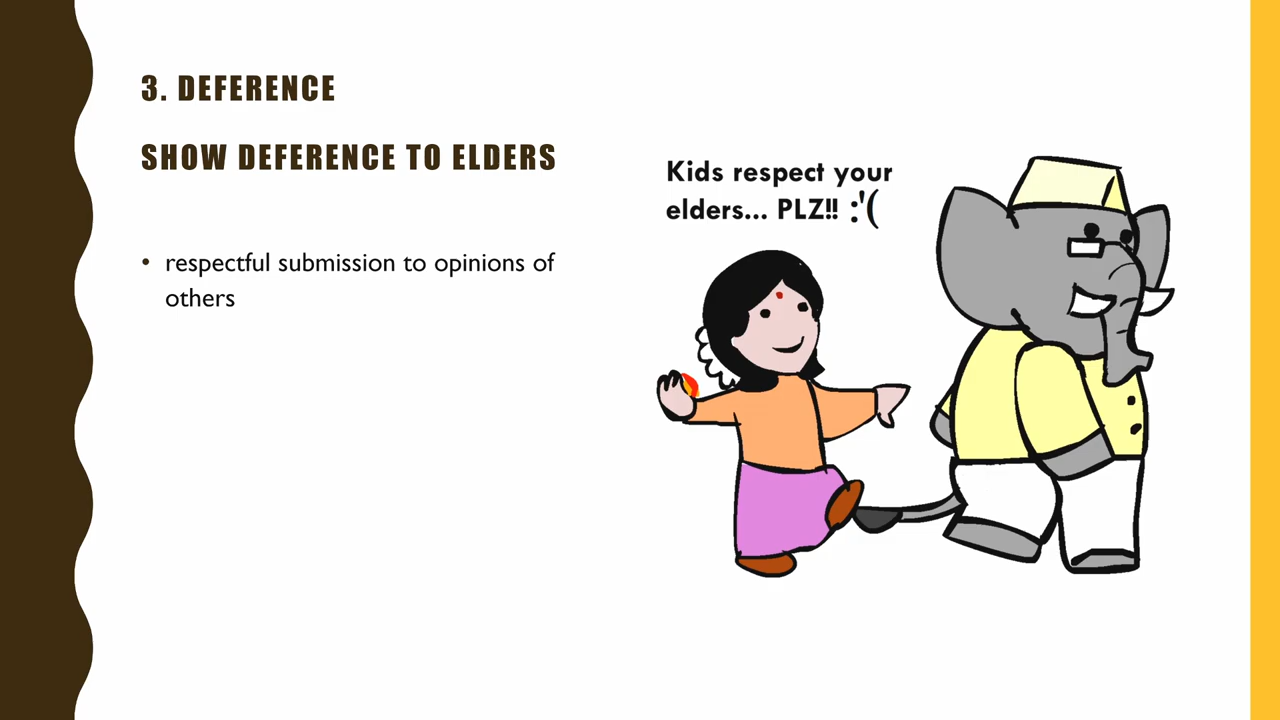 3. DEFERENCE
SHOW DEFERENCE TO ELDERS
• respectful submission to opinions of
others
Kids respect your
elders... PLZ!! :'(